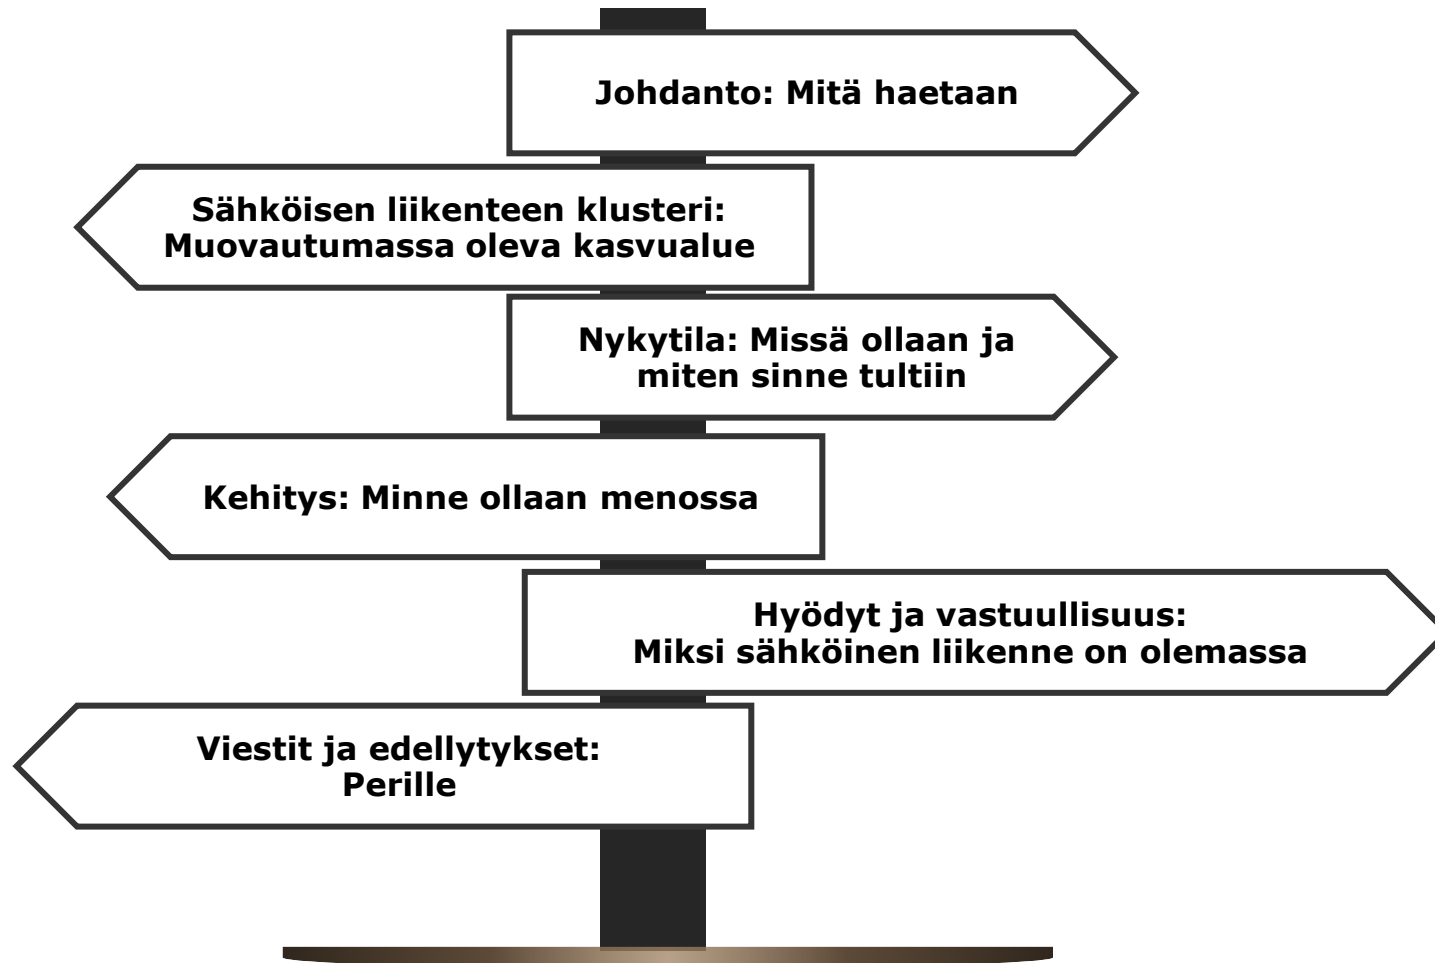 Johdanto: Mitä haetaan
Sähköisen liikenteen klusteri:
Muovautumassa oleva kasvualue
Nykytila: Missä ollaan ja
miten sinne tultiin
Kehitys: Minne ollaan menossa
Hyödyt ja vastuullisuus:
Miksi sähköinen liikenne on olemassa
Viestit ja edellytykset:
Perille